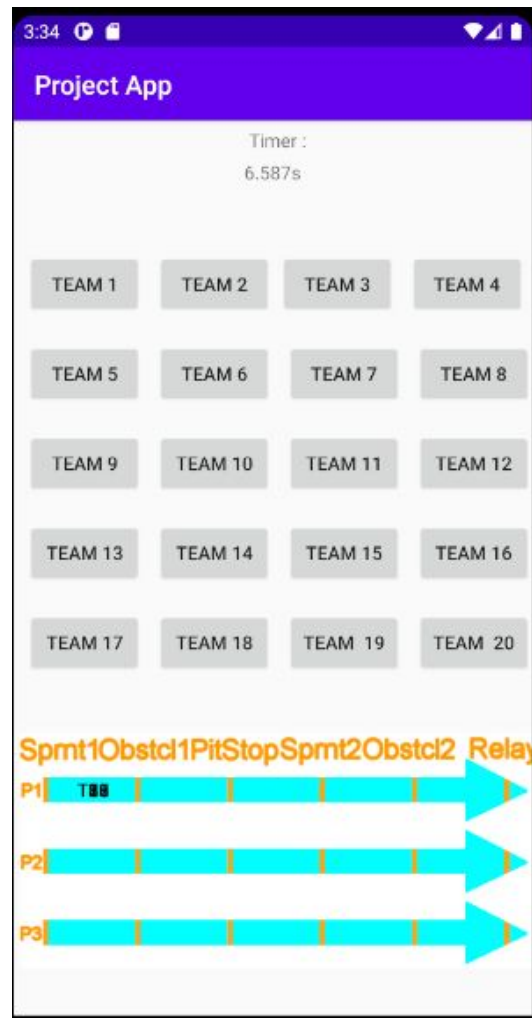 3:34
Project App
Timer :
6.587s
TEAM 1 TEAM 2 TEAM 3 TEAM 4
TEAM 5 TEAM 6 TEAM 7 TEAM 8
TEAM 9 TEAM 10 TEAM 11 TEAM 12
TEAM 13 TEAM 14 TEAM 15 TEAM 16
TEAM 17 TEAM 18 TEAM 19 TEAM 20
Sprnt1Obstcl1PitStopSprnt2Obstcl2 Relay
P1
P2
P3